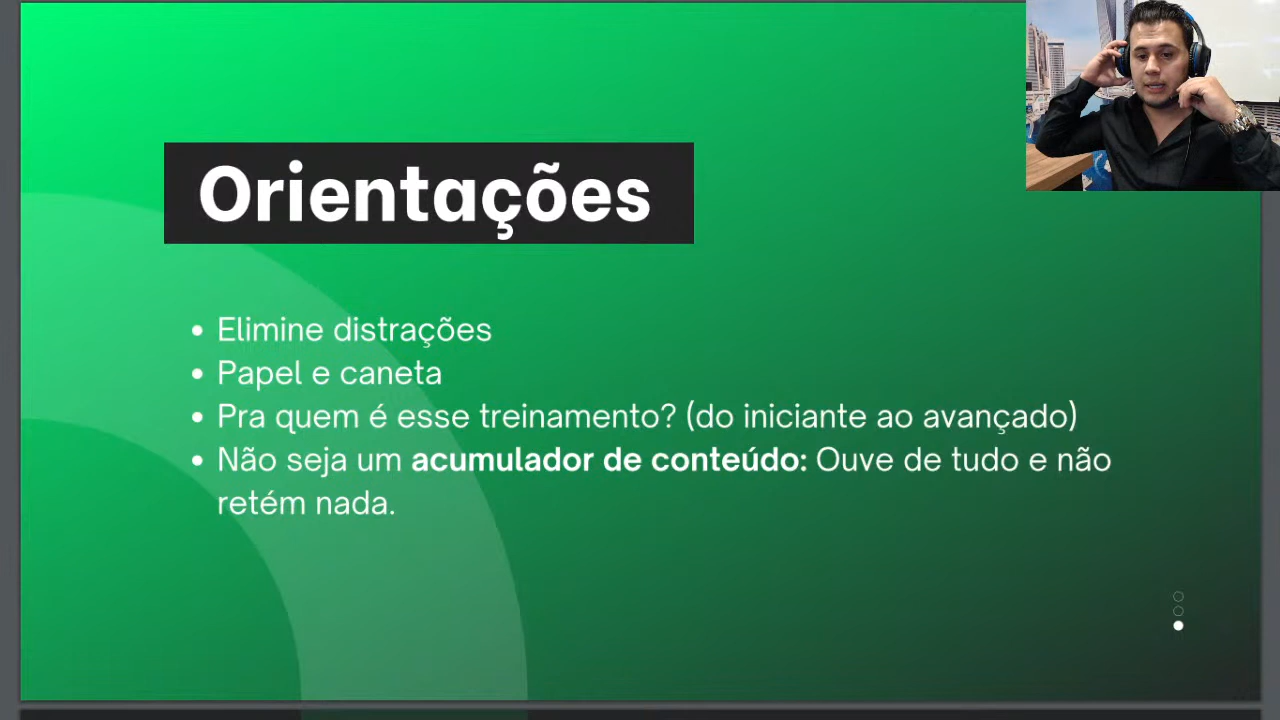 Orientações
• Elimine distrações
• Papel e caneta
• Pra quem é esse treinamento? (do iniciante ao avançado)
• Não seja um acumulador de conteúdo: Ouve de tudo e não
retém nada.